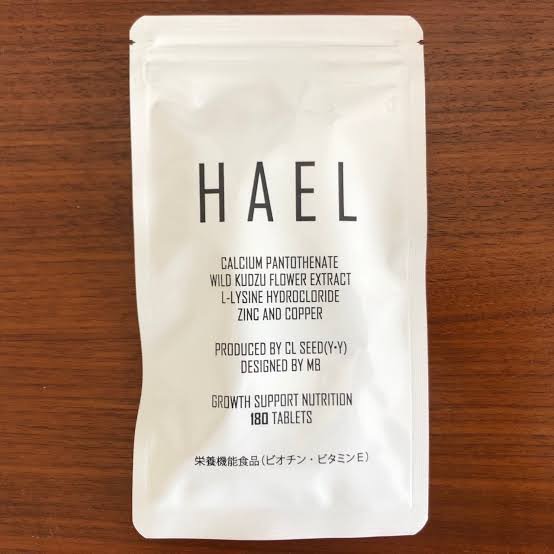 HAEL
CALCIUM PANTOTHENATE
WILD KUDZU FLOWER EXTRACT
L-LYSINE HYDROCLORIDE
ZINC AND COPPER
PRODUCED BY CL SEED(Y•Y)
DESIGNED BY MB
GROWTH SUPPORT NUTRITION
180 TABLETS
栄養機能食品(ビオチン・ビタミンE)